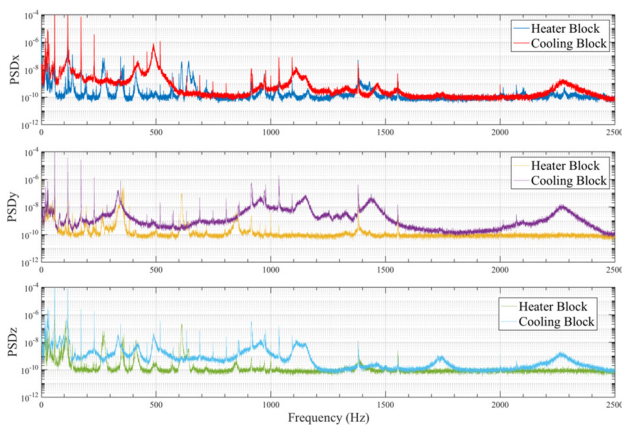 10^-4
10^-6
10^-8
10^-10
10^-12
PSDx
Heater Block
Cooling Block
0 500 1000 1500 2000 2500
10^-4
10^-6
10^-8
10^-10
10^-12
PSDy
Heater Block
Cooling Block
0 500 1000 1500 2000 2500
10^-4
10^-6
10^-8
10^-10
10^-12
PSDz
Heater Block
Cooling Block
0 500 1000 1500 2000 2500
Frequency (Hz)